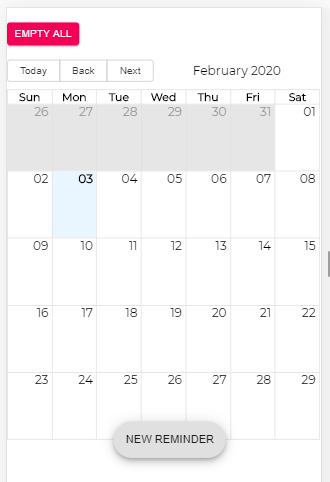 EMPTY ALL
Today Back Next February 2020
Sun Mon Tue Wed Thu Fri Sat
26 27 28 29 30 31 01
02 03 04 05 06 07 08
09 10 11 12 13 14 15
16 17 18 19 20 21 22
23 24 25 26 27 28 29
NEW REMINDER